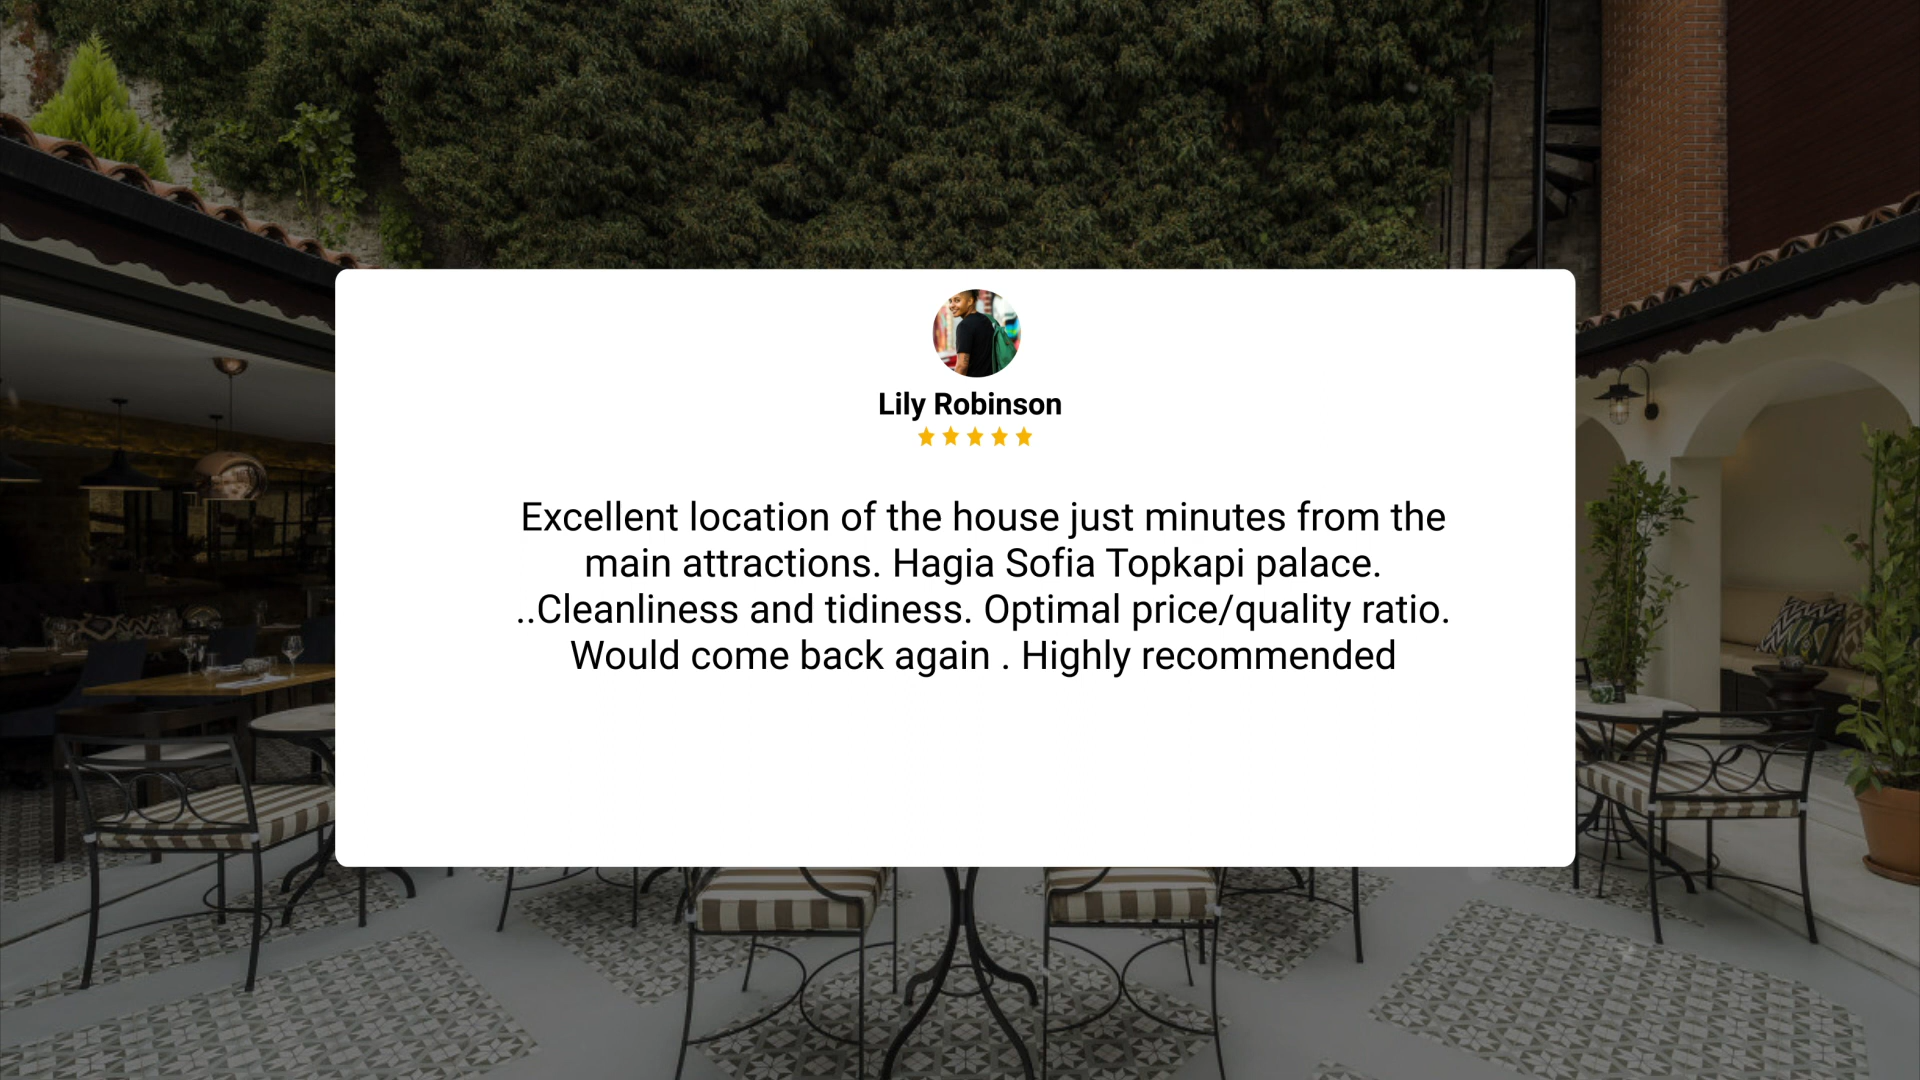 Lily Robinson
Excellent location of the house just minutes from the
main attractions. Hagia Sofia Topkapi palace.
..Cleanliness and tidiness. Optimal price/quality ratio.
Would come back again . Highly recommended